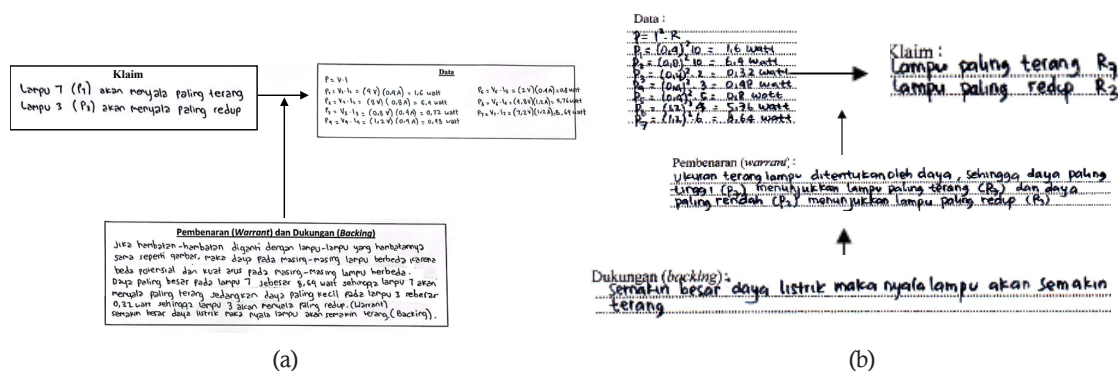 Klaim
Lampu 7 (P₇) akan menyala paling terang
Lampu 3 (P₃) akan menyala paling redup
Data
P = V·I
P₁ = V₁·I₁ = (4 V)(0,4 A) = 1,6 watt
P₂ = V₂·I₂ = (8 V)(0,8 A) = 6,4 watt
P₃ = V₃·I₃ = (0,8 V)(0,4 A) = 0,32 watt
P₄ = V₄·I₄ = (1,2 V)(0,4 A) = 0,48 watt
P₅ = V₅·I₅ = (2 V)(0,4 A) = 0,8 watt
P₆ = V₆·I₆ = (4,8 V)(1,2 A) = 5,76 watt
P₇ = V₇·I₇ = (7,2 V)(1,2 A) = 8,64 watt
Pembenaran (Warrant) dan Dukungan (Backing)
Jika hambatan-hambatan diganti dengan lampu-lampu yang hambatannya
sama seperti gambar, maka daya pada masing-masing lampu berbeda karena
beda potensial dan kuat arus pada masing-masing lampu berbeda.
Daya paling besar pada lampu 7 sebesar 8,64 watt sehingga lampu 7 akan
menyala paling terang sedangkan daya paling kecil pada lampu 3 sebesar
0,32 watt sehingga lampu 3 akan menyala paling redup. (Warrant)
semakin besar daya listrik maka nyala lampu akan semakin terang. (Backing).
(a)
Data :
P = I² · R
P₁ = (0,4)² 10 = 1,6 watt
P₂ = (0,8)² 10 = 6,4 watt
P₃ = (0,4)² 2 = 0,32 watt
P₄ = (0,4)² 3 = 0,48 watt
P₅ = (0,4)² 5 = 0,8 watt
P₆ = (1,2)² 4 = 5,76 watt
P₇ = (1,2)² 6 = 8,64 watt
Klaim :
Lampu paling terang R₇
Lampu paling redup R₃
Pembenaran (warrant) :
Ukuran terang lampu ditentukan oleh daya, sehingga daya paling
tinggi (P₇) menunjukkan lampu paling terang (R₇) dan daya
paling rendah (P₃) menunjukkan lampu paling redup (R₃)
Dukungan (backing) :
Semakin besar daya listrik maka nyala lampu akan semakin
terang
(b)